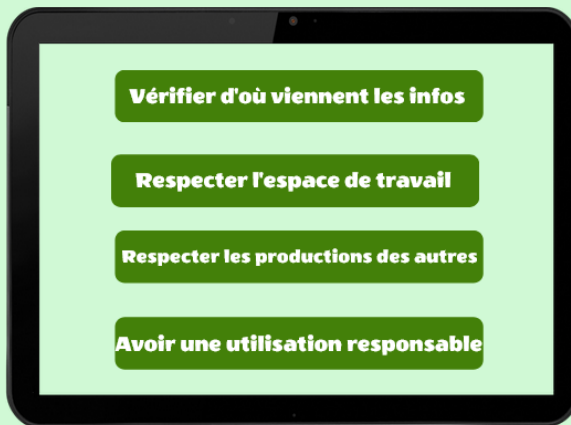 Vérifier d'où viennent les infos
Respecter l'espace de travail
Respecter les productions des autres
Avoir une utilisation responsable